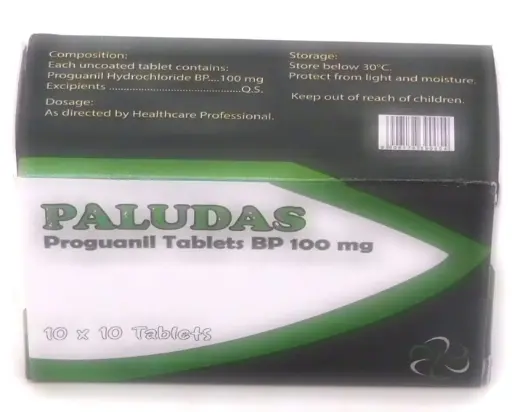 Composition:
Each uncoated tablet contains:
Proguanil Hydrochloride BP....100 mg
Excipients ..........................................Q.S.
Dosage:
As directed by Healthcare Professional.
Storage:
Store below 30°C.
Protect from light and moisture.
Keep out of reach of children.
PALUDAS
Proguanil Tablets BP 100 mg
10 x 10 Tablets